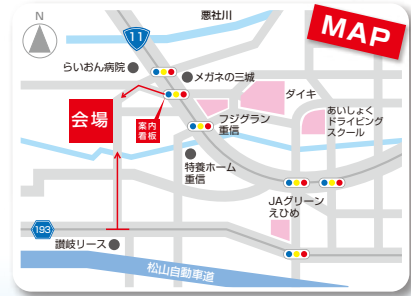 N
悪社川
MAP
11
らいおん病院
メガネの三城
ダイキ
会場
案内
看板
フジグラン
重信
あいしょく
ドライビング
スクール
特養ホーム
重信
JAグリーン
えひめ
193
讃岐リース
松山自動車道